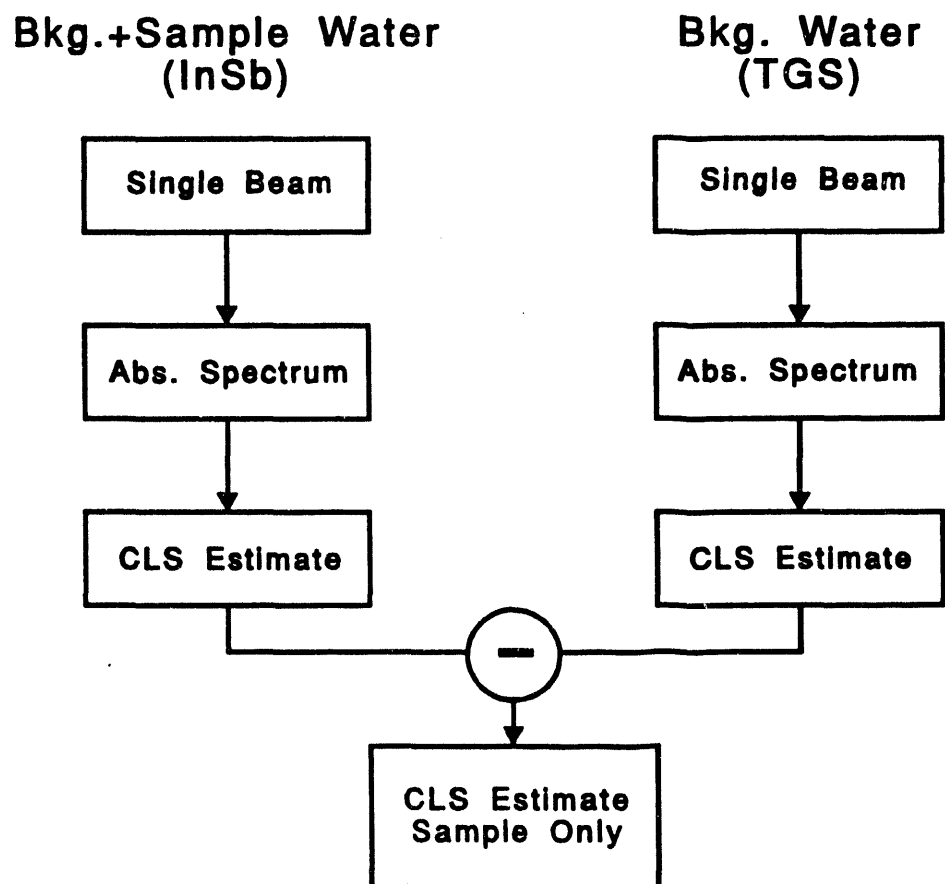 Bkg.+Sample Water
(InSb)
Bkg. Water
(TGS)
Single Beam
Single Beam
Abs. Spectrum
Abs. Spectrum
CLS Estimate
CLS Estimate
–
CLS Estimate
Sample Only